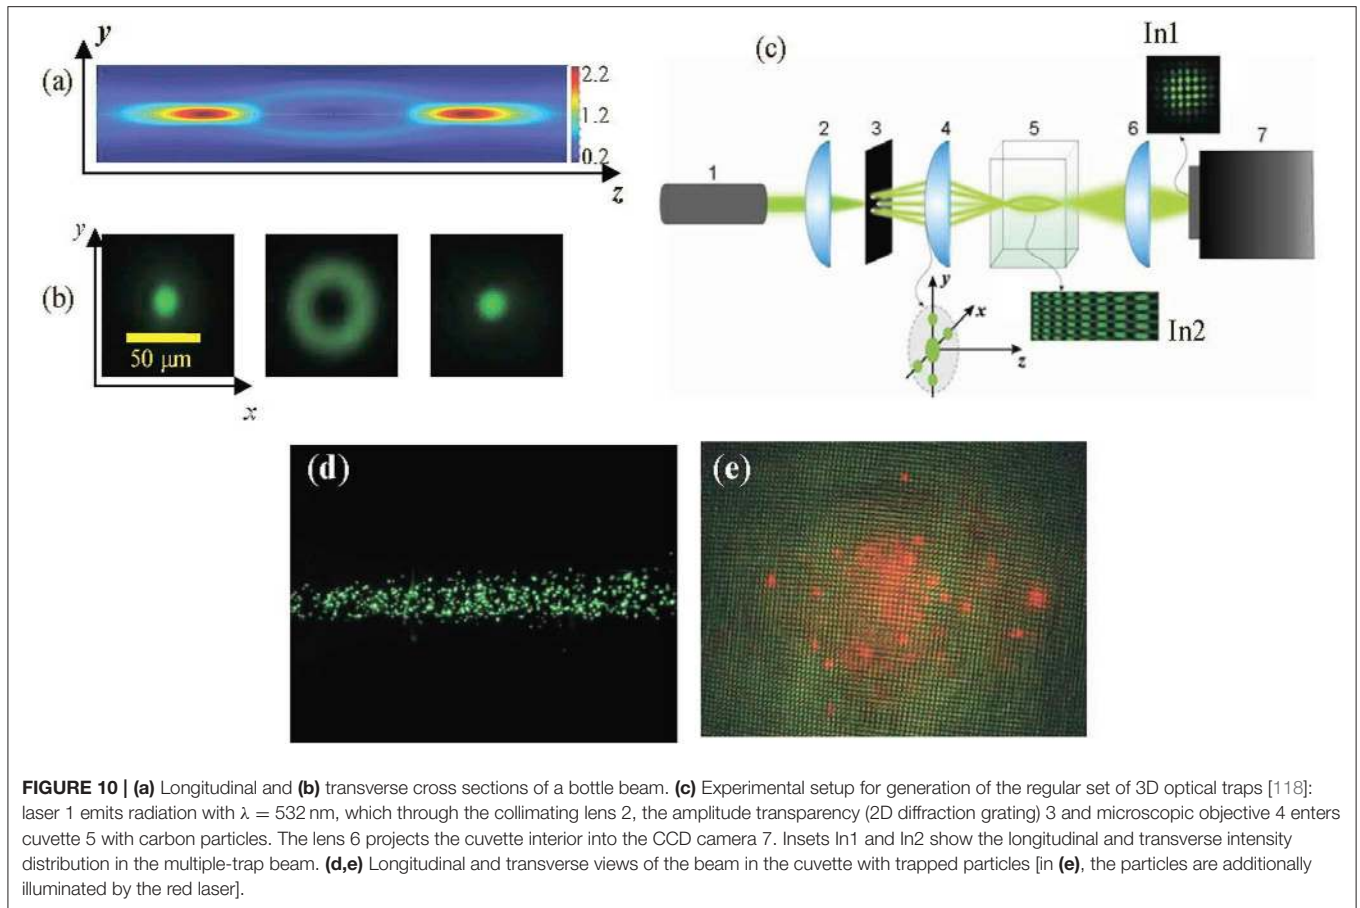 y
(a)
2.2
1.2
0.2
z
y
(b)
50 μm
x
(c)
In1
1
2
3
4
5
6
7
y
x
z
In2
(d)
(e)
FIGURE 10 | (a) Longitudinal and (b) transverse cross sections of a bottle beam. (c) Experimental setup for generation of the regular set of 3D optical traps [118]:
laser 1 emits radiation with λ = 532 nm, which through the collimating lens 2, the amplitude transparency (2D diffraction grating) 3 and microscopic objective 4 enters
cuvette 5 with carbon particles. The lens 6 projects the cuvette interior into the CCD camera 7. Insets In1 and In2 show the longitudinal and transverse intensity
distribution in the multiple-trap beam. (d,e) Longitudinal and transverse views of the beam in the cuvette with trapped particles [in (e), the particles are additionally
illuminated by the red laser].